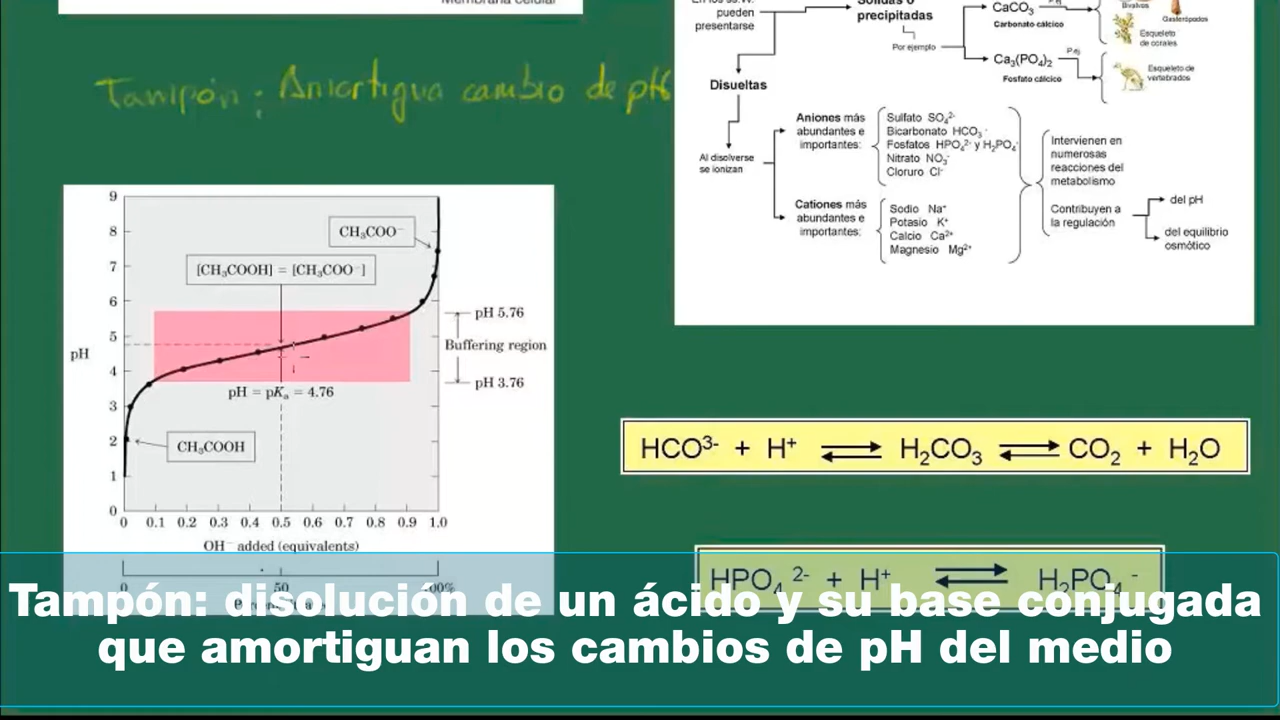 Membrana celular
Tampón: Amortigua cambio de pH
pueden
presentarse
Sólidas o
precipitadas
Por ejemplo
CaCO₃
Carbonato cálcico
P.ej
Bivalvos
Gasterópodos
Esqueleto
de corales
Ca₃(PO₄)₂
Fosfato cálcico
P.ej
Esqueleto de
vertebrados
Disueltas
Al disolverse
se ionizan
Aniones más
abundantes e
importantes:
Sulfato SO₄²⁻
Bicarbonato HCO₃⁻
Fosfatos HPO₄²⁻ y H₂PO₄⁻
Nitrato NO₃⁻
Cloruro Cl⁻
Cationes más
abundantes e
importantes:
Sodio Na⁺
Potasio K⁺
Calcio Ca²⁺
Magnesio Mg²⁺
Intervienen en
numerosas
reacciones del
metabolismo
Contribuyen a
la regulación
del pH
del equilibrio
osmótico
9
8
7
6
5
4
3
2
1
0
pH
CH₃COO⁻
[CH₃COOH] = [CH₃COO⁻]
pH 5.76
Buffering region
pH 3.76
pH = pKₐ = 4.76
CH₃COOH
0 0.1 0.2 0.3 0.4 0.5 0.6 0.7 0.8 0.9 1.0
OH⁻ added (equivalents)
0 50 100%
HCO³⁻ + H⁺ ⇌ H₂CO₃ ⇌ CO₂ + H₂O
HPO₄²⁻ + H⁺ ⇌ H₂PO₄⁻
Tampón: disolución de un ácido y su base conjugada
que amortiguan los cambios de pH del medio